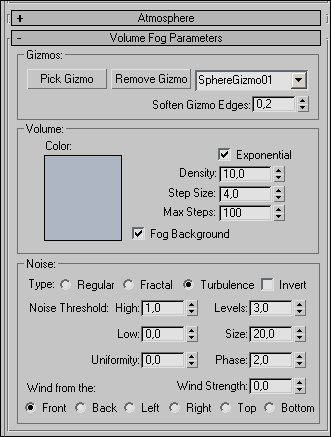 + Atmosphere
- Volume Fog Parameters
Gizmos:
Pick Gizmo Remove Gizmo SphereGizmo01
Soften Gizmo Edges: 0,2
Volume:
Color:
Exponential
Density: 10,0
Step Size: 4,0
Max Steps: 100
Fog Background
Noise:
Type: Regular Fractal Turbulence Invert
Noise Threshold: High: 1,0 Levels: 3,0
Low: 0,0 Size: 20,0
Uniformity: 0,0 Phase: 2,0
Wind from the: Wind Strength: 0,0
Front Back Left Right Top Bottom